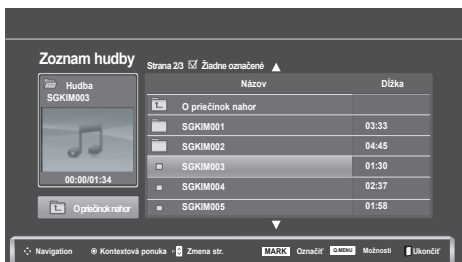 Zoznam hudby
Strana 2/3 ☑ Žiadne označené
Hudba
SGKIM003
00:00/01:34
O priečinok nahor
Názov Dĺžka
O priečinok nahor
SGKIM001 03:33
SGKIM002 04:45
SGKIM003 01:30
SGKIM004 02:37
SGKIM005 01:58
Navigation Kontextová ponuka Zmena str. MARK Označiť Q.MENU Možnosti Ukončiť